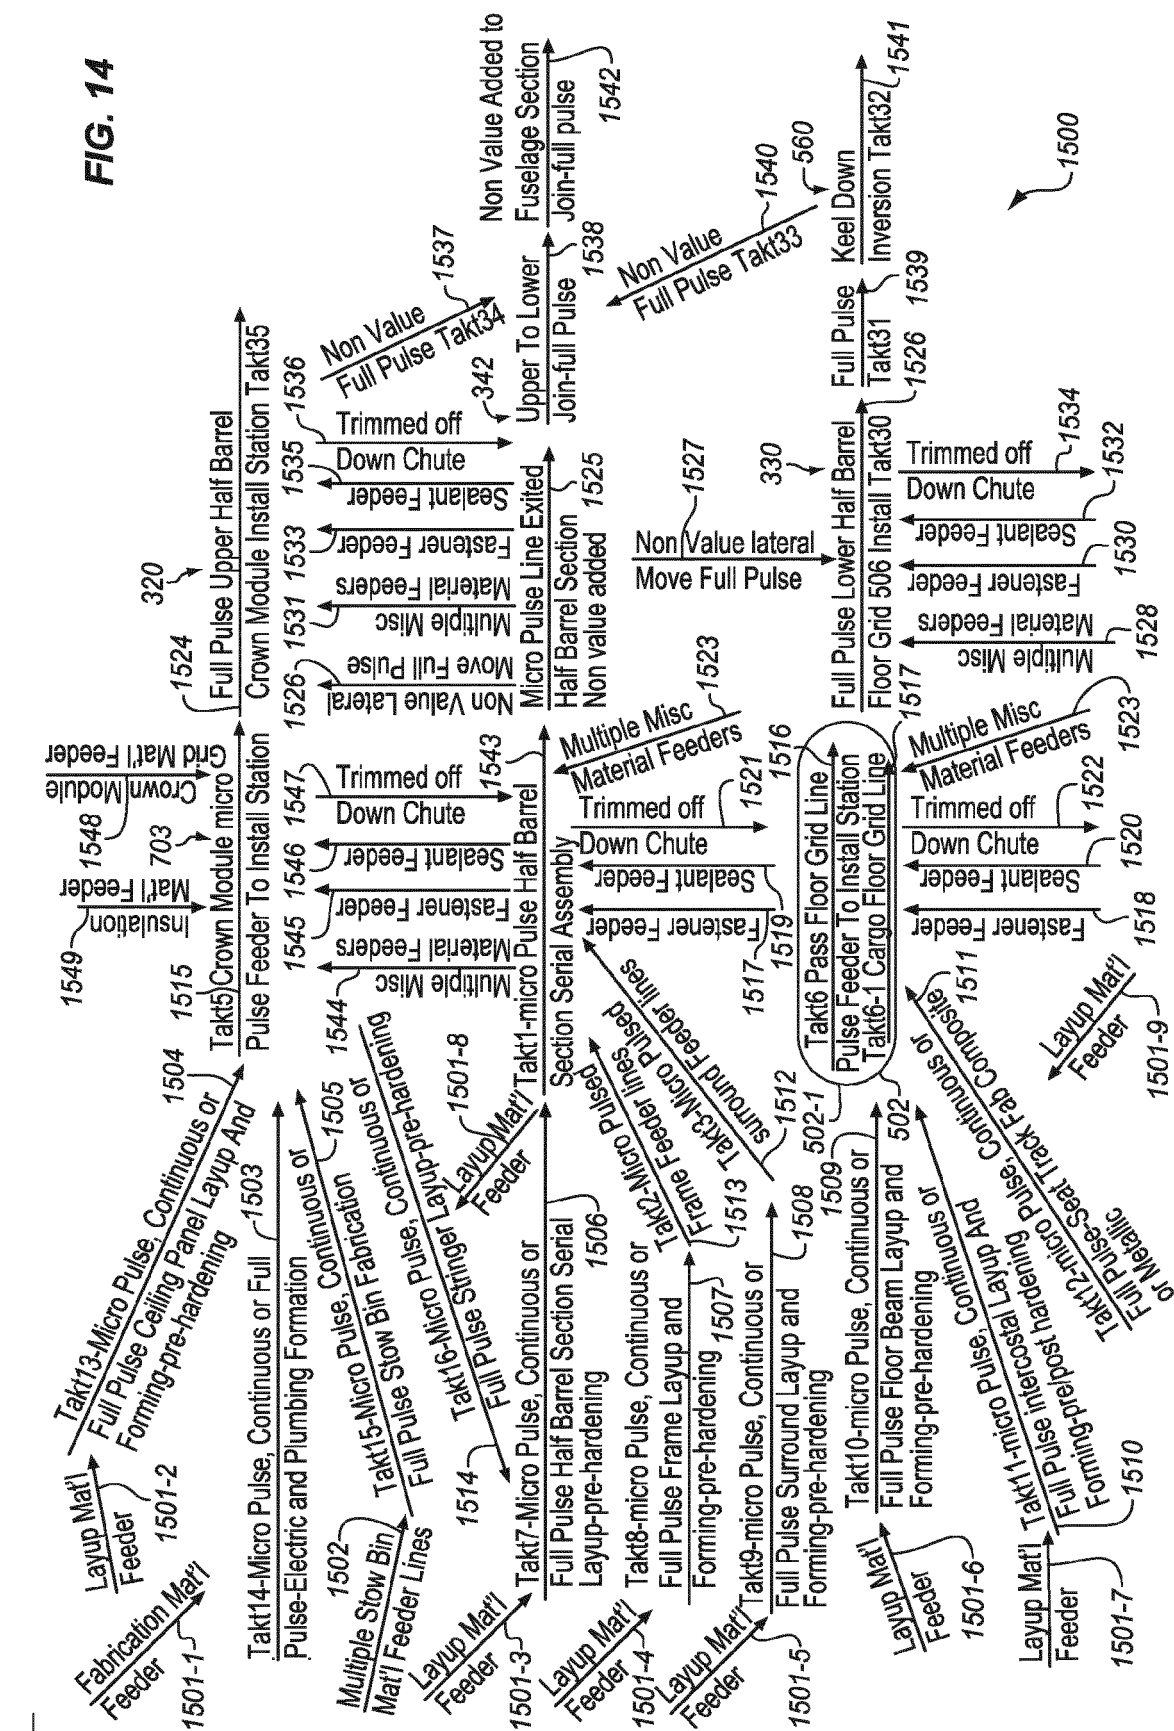 FIG. 14
Fabrication Mat'l
Feeder
1501-1
Layup Mat'l
Feeder
1501-2
Takt13-Micro Pulse, Continuous or
Full Pulse Ceiling Panel Layup And
Forming-pre-hardening
1504
Takt14-Micro Pulse, Continuous or Full
Pulse-Electric and Plumbing Formation
1503
Multiple Stow Bin
Mat'l Feeder Lines
1502
Takt15-Micro Pulse, Continuous or
Full Pulse Stow Bin Fabrication
1505
Takt16-Micro Pulse, Continuous or
Full Pulse Stringer Layup-pre-hardening
1514
Layup Mat'l
Feeder
1501-8
Layup Mat'l
Feeder
1501-3
Takt7-Micro Pulse, Continuous or
Full Pulse Half Barrel Section Serial
Layup-pre-hardening
1506
Layup Mat'l
Feeder
1501-4
Takt8-micro Pulse, Continuous or
Full Pulse Frame Layup and
Forming-pre-hardening
1507
Takt2-Micro Pulsed
Frame Feeder lines
1513
Layup Mat'l
Feeder
1501-5
Takt9-micro Pulse, Continuous or
Full Pulse Surround Layup and
Forming-pre-hardening
1508
Takt3-Micro Pulsed
surround Feeder lines
1512
Layup Mat'l
Feeder
1501-6
Takt10-micro Pulse, Continuous or
Full Pulse Floor Beam Layup and
Forming-pre-hardening
1509
Layup Mat'l
Feeder
1501-7
Takt11-micro Pulse, Continuous or
Full Pulse intercostal Layup And
Forming-pre/post hardening
1510
Takt12-micro Pulse, Continuous or
Full Pulse-Seat Track Fab Composite
or Metallic
1511
Layup Mat'l
Feeder
1501-9
Insulation
Mat'l Feeder
1549
Crown Module
Grid Mat'l Feeder
1548
703
1515
Takt5 Crown Module micro
Pulse Feeder To Install Station
1544
Multiple Misc
Material Feeders
1545
Fastener Feeder
1546
Sealant Feeder
1547
Trimmed off
Down Chute
Takt1-micro Pulse Half Barrel
Section Serial Assembly
1543
1517
Fastener Feeder
1519
Sealant Feeder
Trimmed off
Down Chute
1521
Multiple Misc
Material Feeders
1523
502-1
502
Takt6 Pass Floor Grid Line
Pulse Feeder To Install Station
Takt6-1 Cargo Floor Grid Line
1516
1517
Fastener Feeder
1518
Sealant Feeder
1520
Trimmed off
Down Chute
1522
Multiple Misc
Material Feeders
1523
320
1524
Full Pulse Upper Half Barrel
Crown Module Install Station Takt35
1526
Non Value Lateral
Move Full Pulse
1531
Multiple Misc
Material Feeders
1533
Fastener Feeder
1535
Sealant Feeder
1536
Trimmed off
Down Chute
Micro Pulse Line Exited
Half Barrel Section
Non value added
1525
1527
Non Value lateral
Move Full Pulse
330
Full Pulse Lower Half Barrel
Floor Grid 506 Install Takt30
1526
Multiple Misc
Material Feeders
1528
Fastener Feeder
1530
Sealant Feeder
1532
Trimmed off
Down Chute
1534
Non Value
Full Pulse Takt34
1537
342
Upper To Lower
Join-full Pulse
1538
Non Value Added to
Fuselage Section
Join-full pulse
1542
Non Value
Full Pulse Takt33
1540
Full Pulse
Takt31
1539
560
Keel Down
Inversion Takt32
1541
1500